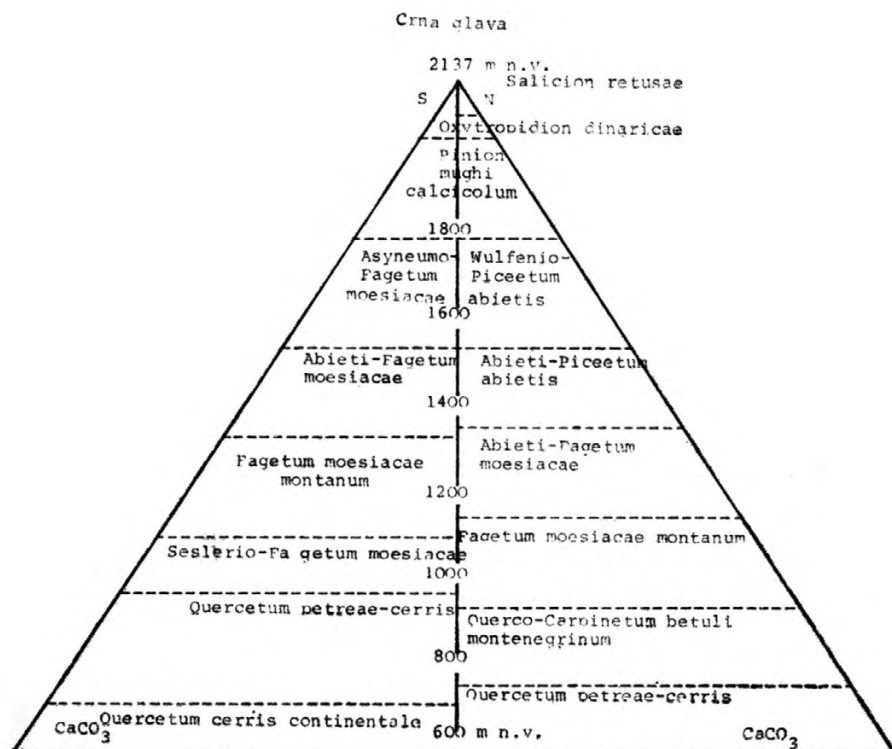 Crna glava
2137 m n.v.
Salicion retusae
S N
Oxytropidion dinaricae
Pinion
mughi
calcicolum
1800
Asyneumo-
Fagetum
moesiacae
Wulfenio-
Piceetum
abietis
1600
Abieti-Fagetum
moesiacae
Abieti-Piceetum
abietis
1400
Fagetum moesiacae
montanum
Abieti-Fagetum
moesiacae
1200
Seslerio-Fa getum moesiacae
Fagetum moesiacae montanum
1000
Quercetum petreae-cerris
Querco-Carpinetum betuli
montenegrinum
800
Quercetum petreae-cerris
CaCO3 Quercetum cerris continentale
600 m n.v.
CaCO3